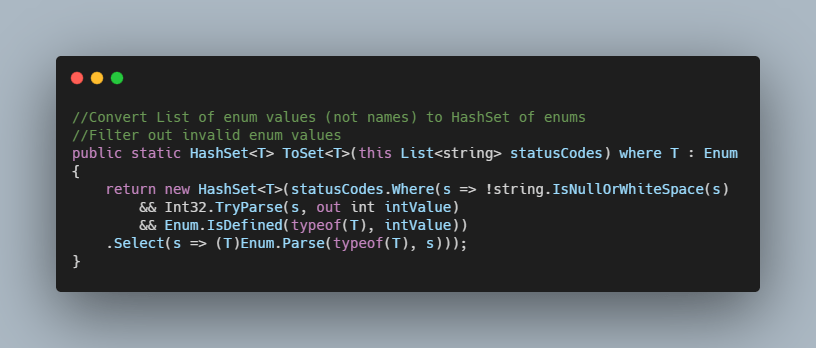 //Convert List of enum values (not names) to HashSet of enums
//Filter out invalid enum values
public static HashSet<T> ToSet<T>(this List<string> statusCodes) where T : Enum
{
    return new HashSet<T>(statusCodes.Where(s => !string.IsNullOrWhiteSpace(s)
        && Int32.TryParse(s, out int intValue)
        && Enum.IsDefined(typeof(T), intValue))
    .Select(s => (T)Enum.Parse(typeof(T), s)));
}